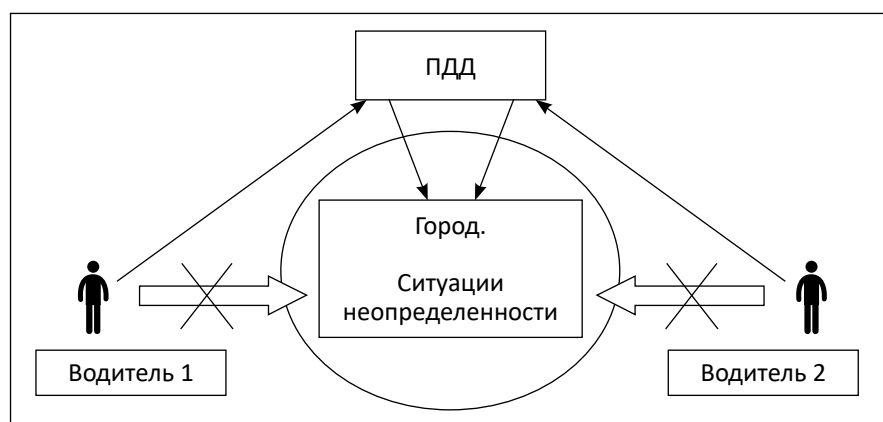 ПДД
Город.
Ситуации
неопределенности
Водитель 1
Водитель 2